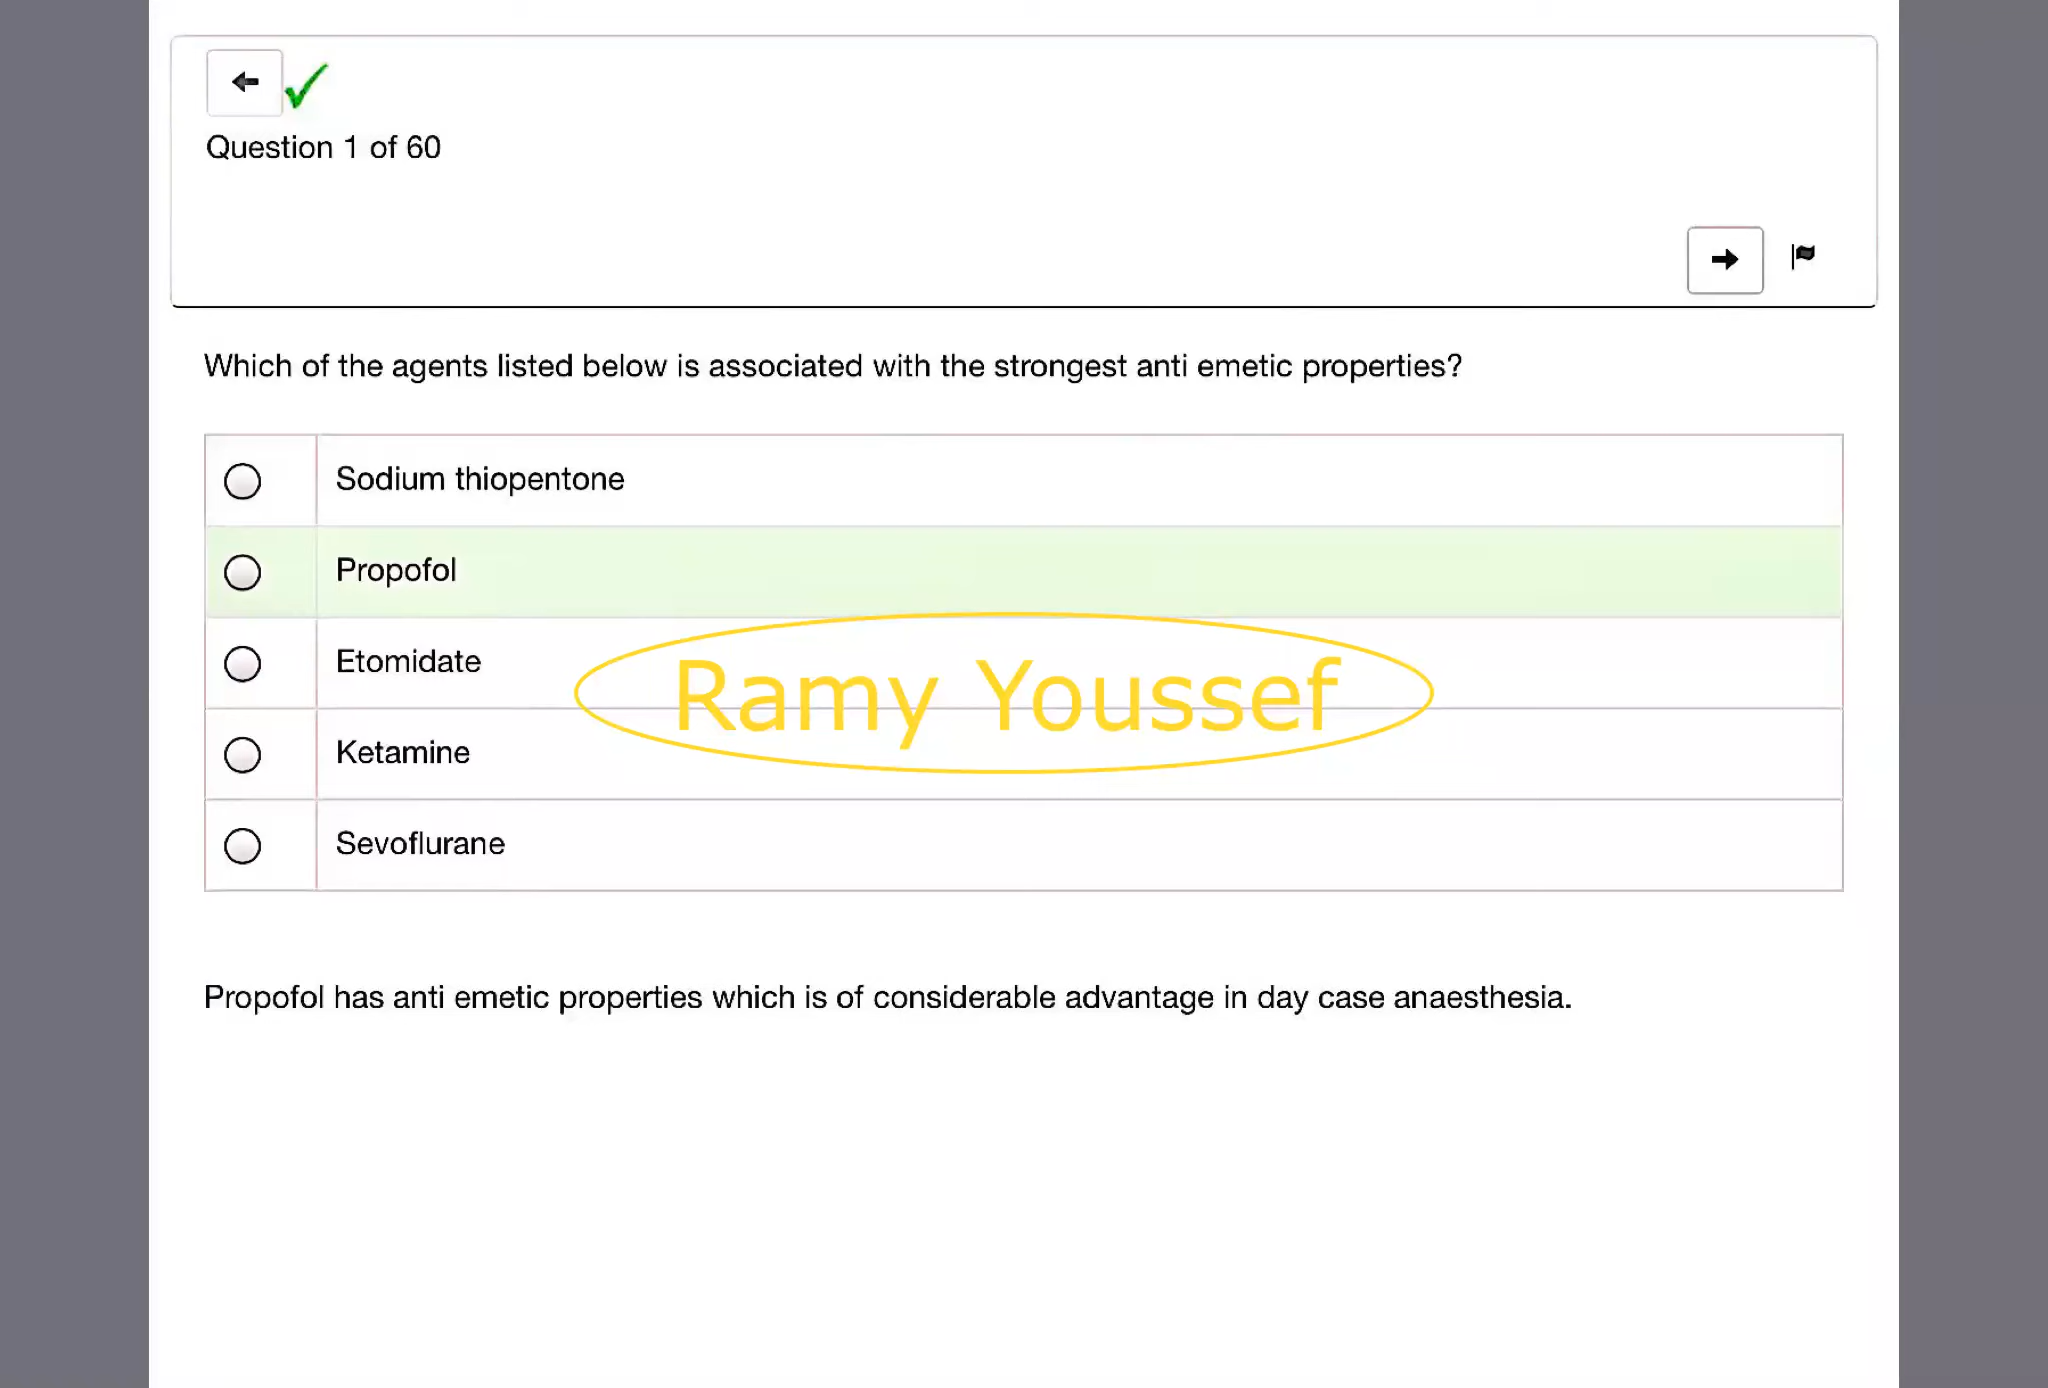 Question 1 of 60
Which of the agents listed below is associated with the strongest anti emetic properties?
Sodium thiopentone
Propofol
Etomidate
Ramy Youssef
Ketamine
Sevoflurane
Propofol has anti emetic properties which is of considerable advantage in day case anaesthesia.